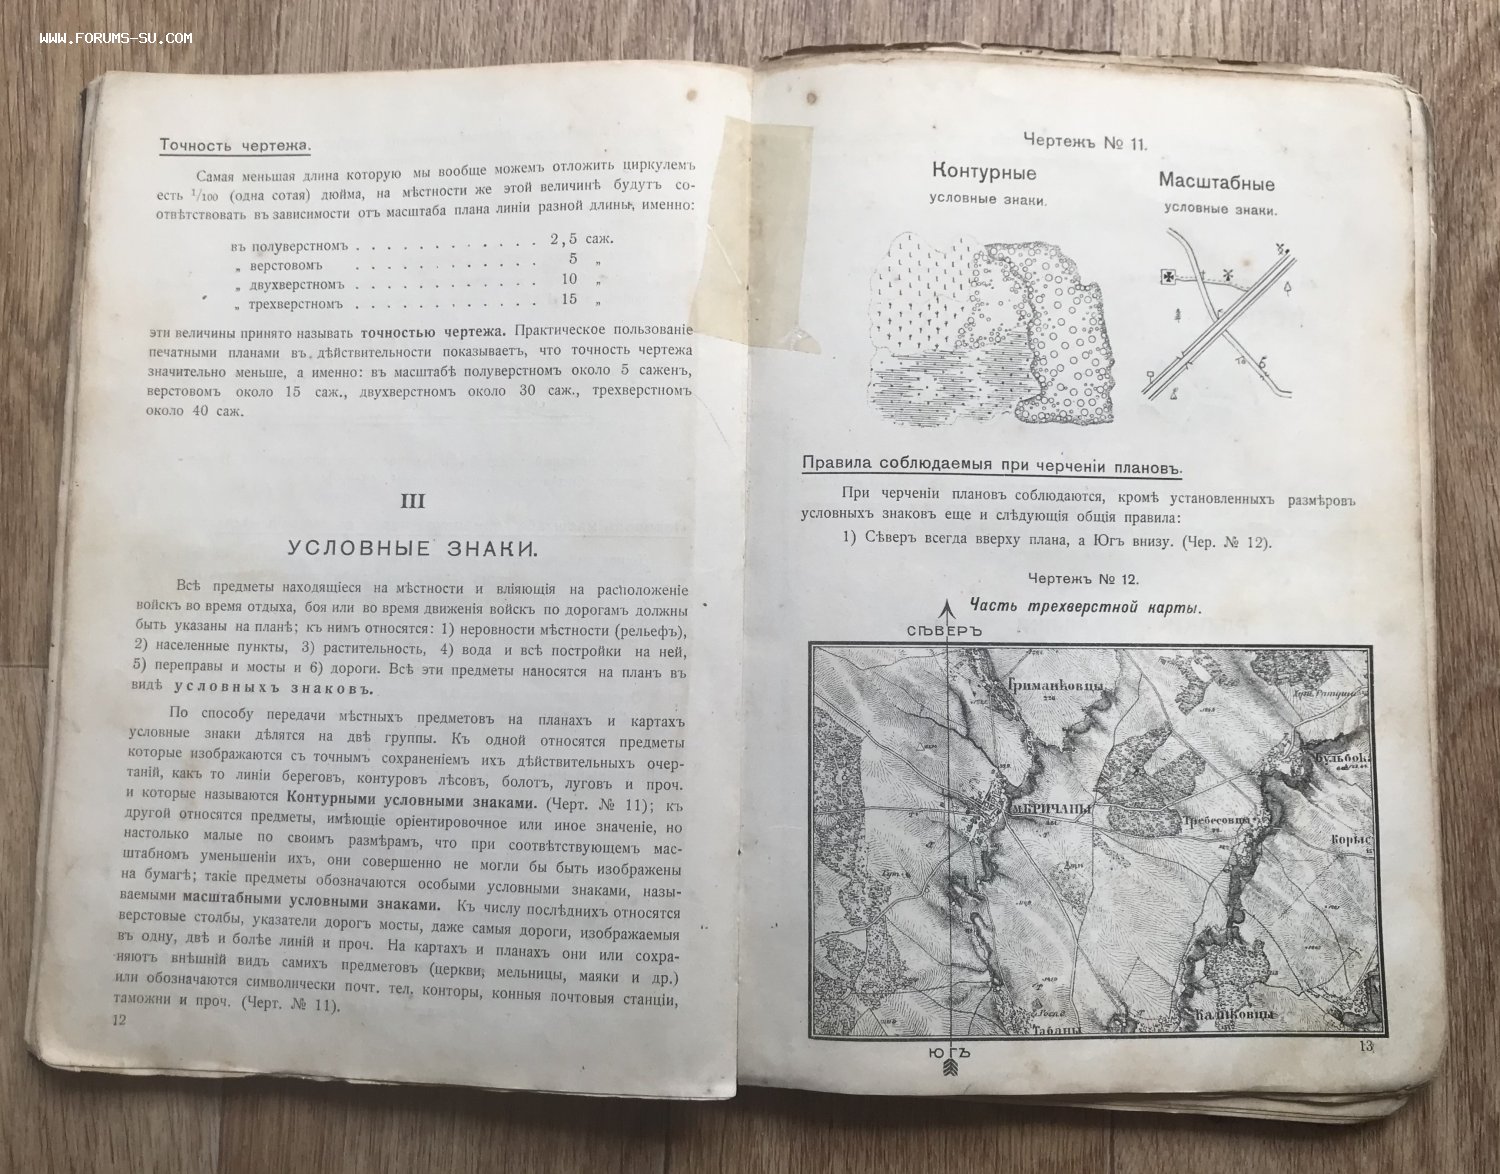 WWW.FORUMS-SU.COM
Точность чертежа.
Самая меньшая длина которую мы вообще можемъ отложить циркулемъ
есть 1/100 (одна сотая) дюйма, на мѣстности же этой величинѣ будутъ со-
отвѣтствовать въ зависимости отъ масштаба плана линіи разной длины, именно:
въ полуверстномъ . . . . . . . . . . . . 2,5 саж.
„ верстовомъ . . . . . . . . . . . . 5 „
„ двухверстномъ . . . . . . . . . . . . 10 „
„ трехверстномъ . . . . . . . . . . . . 15 „
эти величины принято называть точностью чертежа. Практическое пользованіе
печатными планами въ дѣйствительности показываетъ, что точность чертежа
значительно меньше, а именно: въ масштабѣ полуверстномъ около 5 саженъ,
верстовомъ около 15 саж., двухверстномъ около 30 саж., трехверстномъ
около 40 саж.
III
УСЛОВНЫЕ ЗНАКИ.
Всѣ предметы находящіеся на мѣстности и вліяющія на расположеніе
войскъ во время отдыха, боя или во время движенія войскъ по дорогамъ должны
быть указаны на планѣ; къ нимъ относятся: 1) неровности мѣстности (рельефъ),
2) населенные пункты, 3) растительность, 4) вода и всѣ постройки на ней,
5) переправы и мосты и 6) дороги. Всѣ эти предметы наносятся на планъ въ
видѣ условныхъ знаковъ.
По способу передачи мѣстныхъ предметовъ на планахъ и картахъ
условные знаки дѣлятся на двѣ группы. Къ одной относятся предметы
которые изображаются съ точнымъ сохраненіемъ ихъ дѣйствительныхъ очер-
таній, какъ то линіи береговъ, контуровъ лѣсовъ, болотъ, луговъ и проч.
и которые называются Контурными условными знаками. (Черт. № 11); къ
другой относятся предметы, имѣющіе оріентировочное или иное значеніе, но
настолько малые по своимъ размѣрамъ, что при соотвѣтствующемъ мас-
штабномъ уменьшеніи ихъ, они совершенно не могли бы быть изображены
на бумагѣ; такіе предметы обозначаются особыми условными знаками, назы-
ваемыми масштабными условными знаками. Къ числу послѣднихъ относятся
верстовые столбы, указатели дорогъ мосты, даже самыя дороги, изображаемыя
въ одну, двѣ и болѣе линій и проч. На картахъ и планахъ они или сохра-
няютъ внѣшній видъ самихъ предметовъ (церкви, мельницы, маяки и др.)
или обозначаются символически почт. тел. конторы, конныя почтовыя станціи,
таможни и проч. (Черт. № 11).
12
Чертежъ № 11.
Контурные
условные знаки.
Масштабные
условные знаки.
Правила соблюдаемыя при черченіи плановъ.
При черченіи плановъ соблюдаются, кромѣ установленныхъ размѣровъ
условныхъ знаковъ еще и слѣдующія общія правила:
1) Сѣверъ всегда вверху плана, а Югъ внизу. (Чер. № 12).
Чертежъ № 12.
Часть трехверстной карты.
СѢВЕРЪ
Гриманковцы
Бульбок.
м.БРИЧАНЫ
Требесовцы
Корыс
Табаны
Каликовцы
ЮГЪ
13